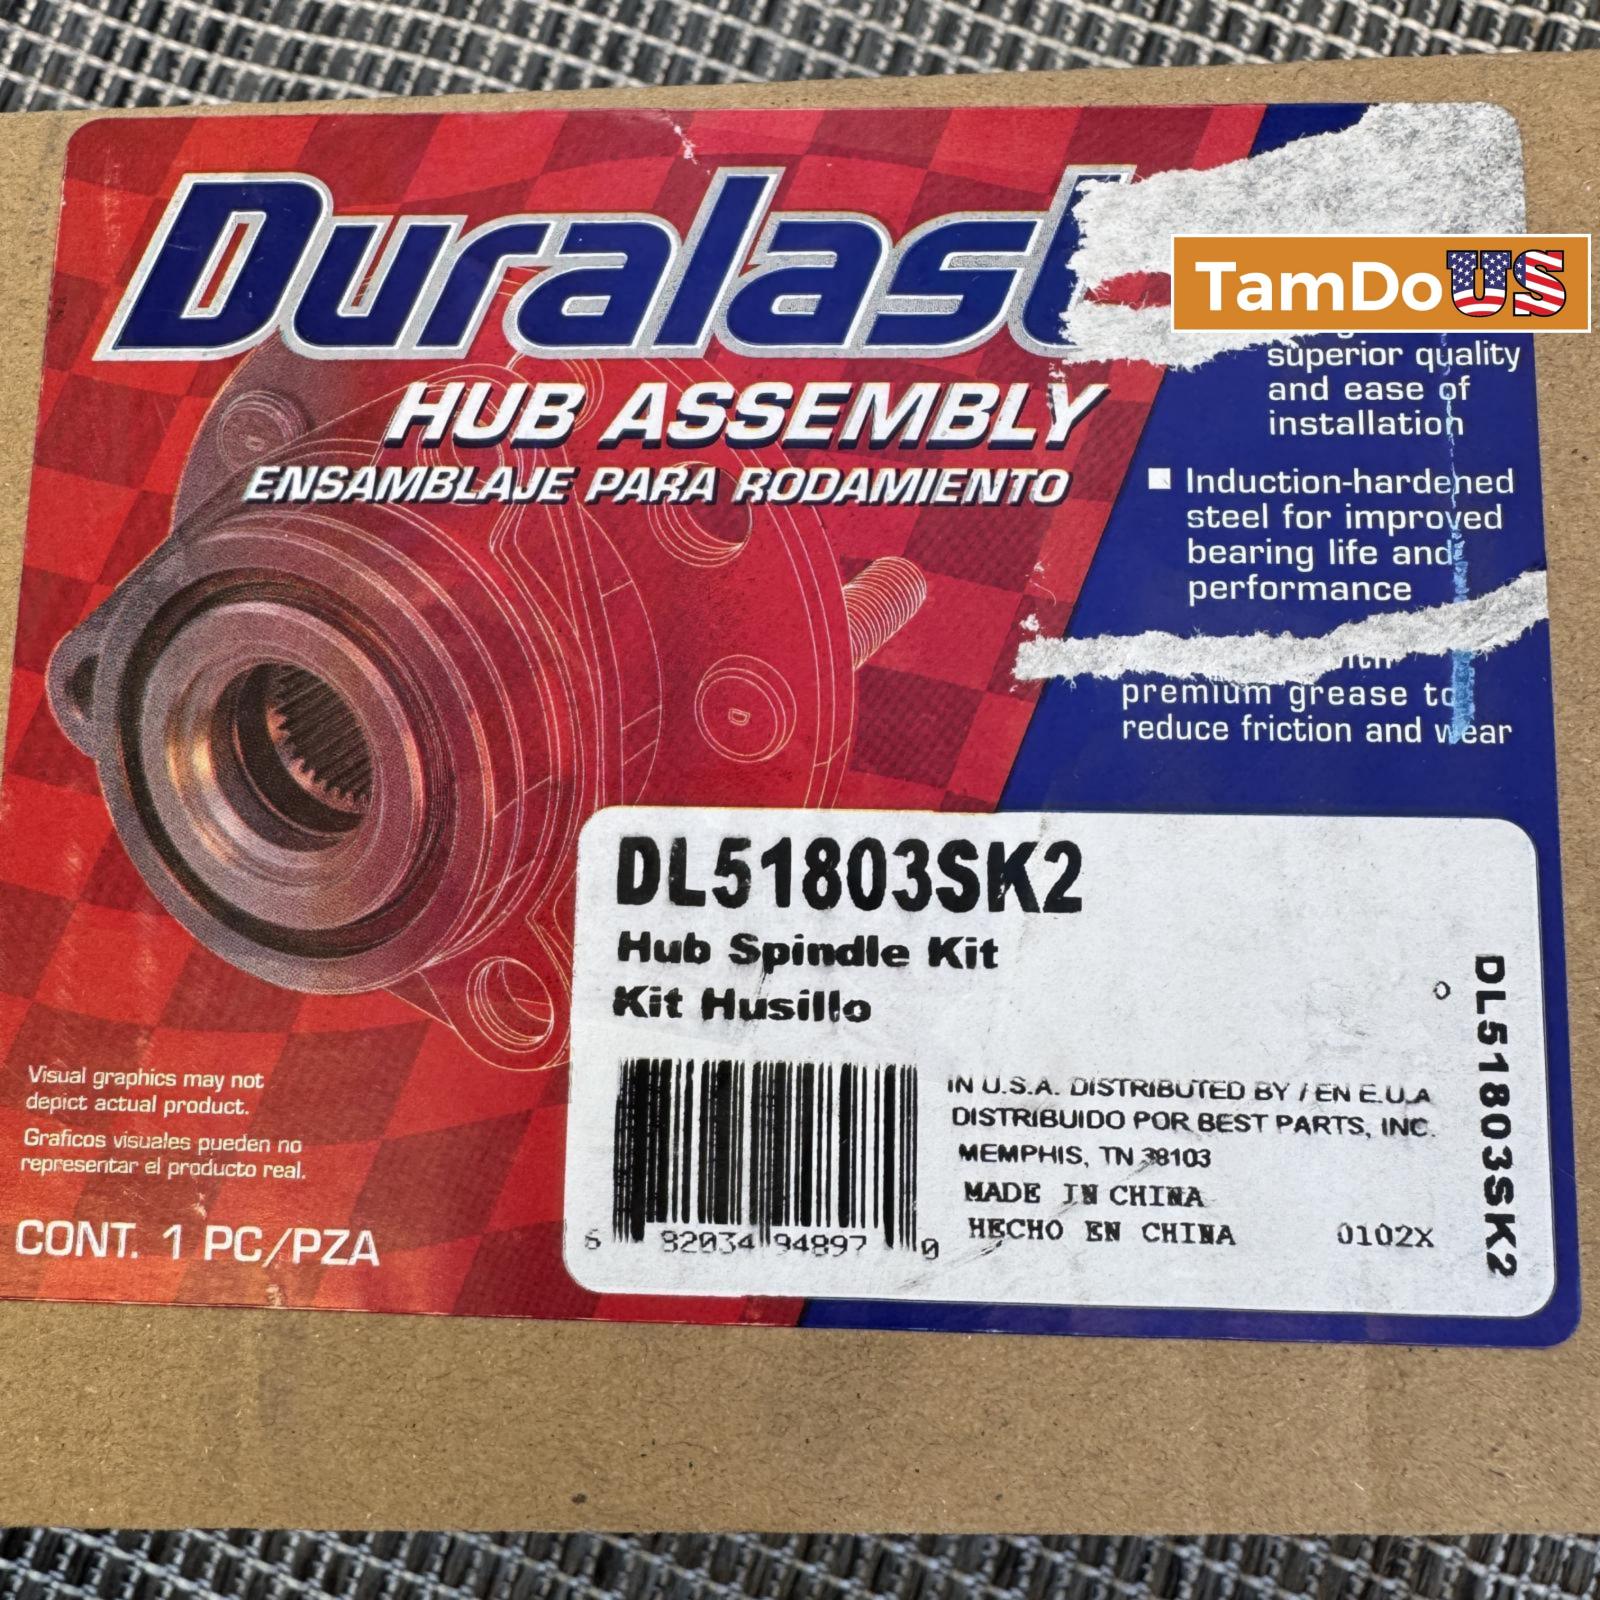 Duralast
TamDoUS
HUB ASSEMBLY
ENSAMBLAJE PARA RODAMIENTO
superior quality
and ease of
installation
■ Induction-hardened
steel for improved
bearing life and
performance
premium grease to
reduce friction and wear
DL51803SK2
Hub Spindle Kit
Kit Husillo
DL51803SK2
Visual graphics may not
depict actual product.
Graficos visuales pueden no
representar el producto real.
CONT. 1 PC/PZA
6 82034 94897 0
IN U.S.A. DISTRIBUTED BY / EN E.U.A
DISTRIBUIDO POR BEST PARTS, INC.
MEMPHIS, TN 38103
MADE IN CHINA
HECHO EN CHINA 0102X